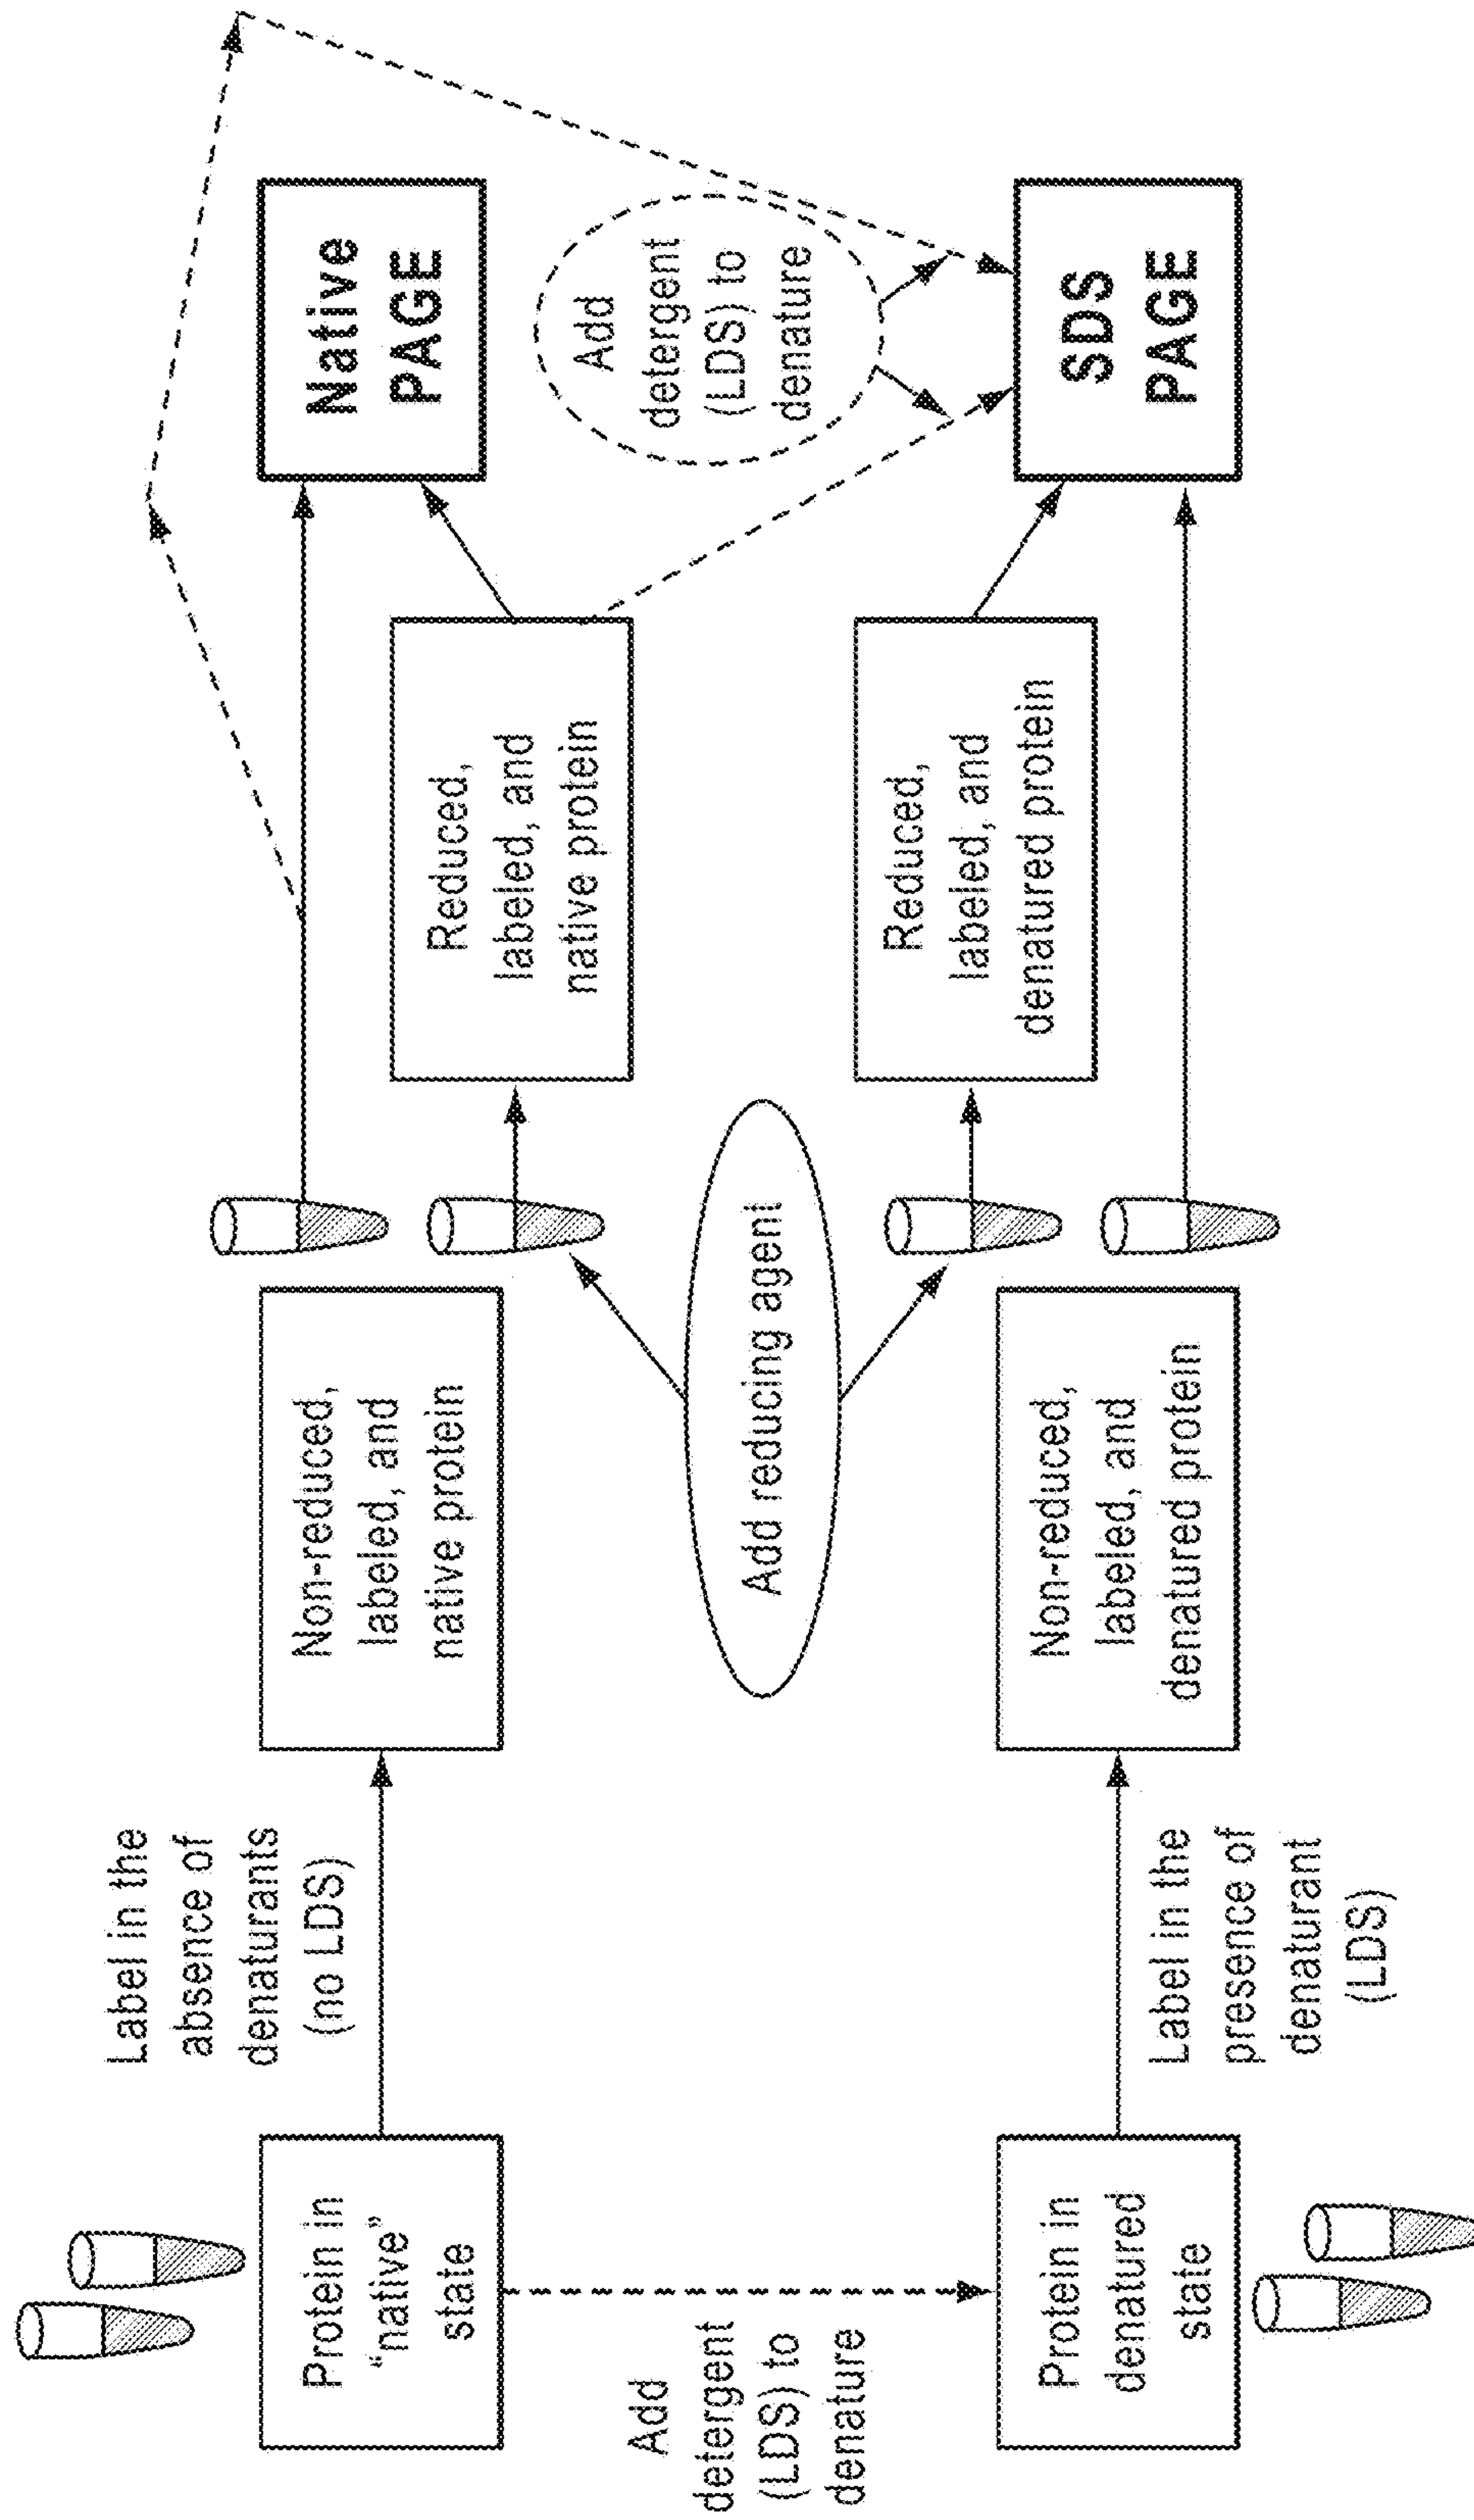 Protein in
“native”
state
Label in the
absence of
denaturants
(no LDS)
Non-reduced,
labeled, and
native protein
Reduced,
labeled, and
native protein
Native
PAGE
Add
detergent
(LDS) to
denature
Add reducing agent
Add
detergent
(LDS) to
denature
Protein in
denatured
state
Label in the
presence of
denaturant
(LDS)
Non-reduced,
labeled, and
denatured protein
Reduced,
labeled, and
denatured protein
SDS
PAGE